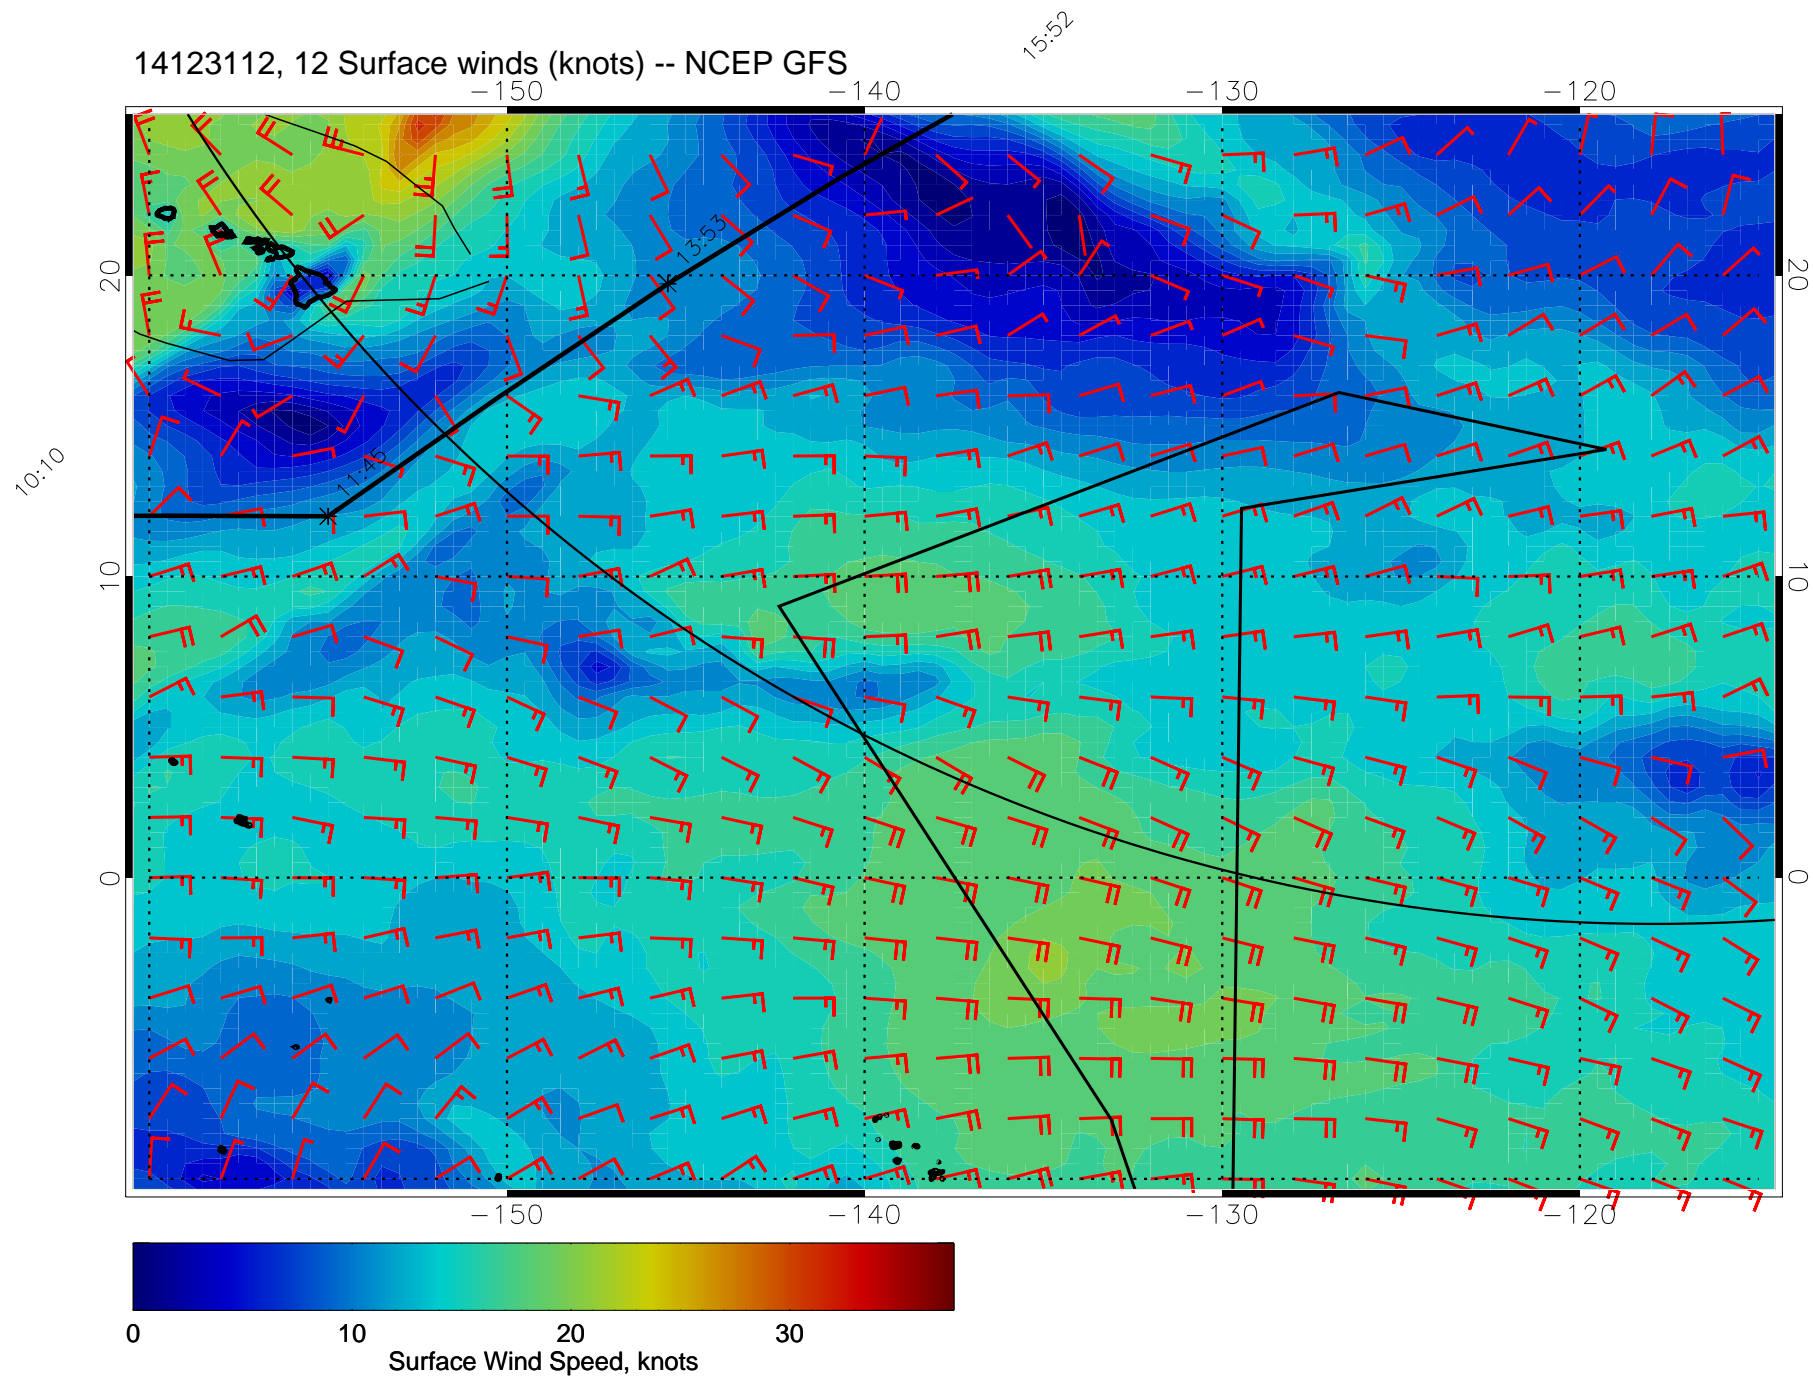 15:52
14123112, 12 Surface winds (knots) -- NCEP GFS
-150 -140 -130 -120
13:53
20 20
11:45
10:10
10 10
0 0
-150 -140 -130 -120
0 10 20 30
Surface Wind Speed, knots